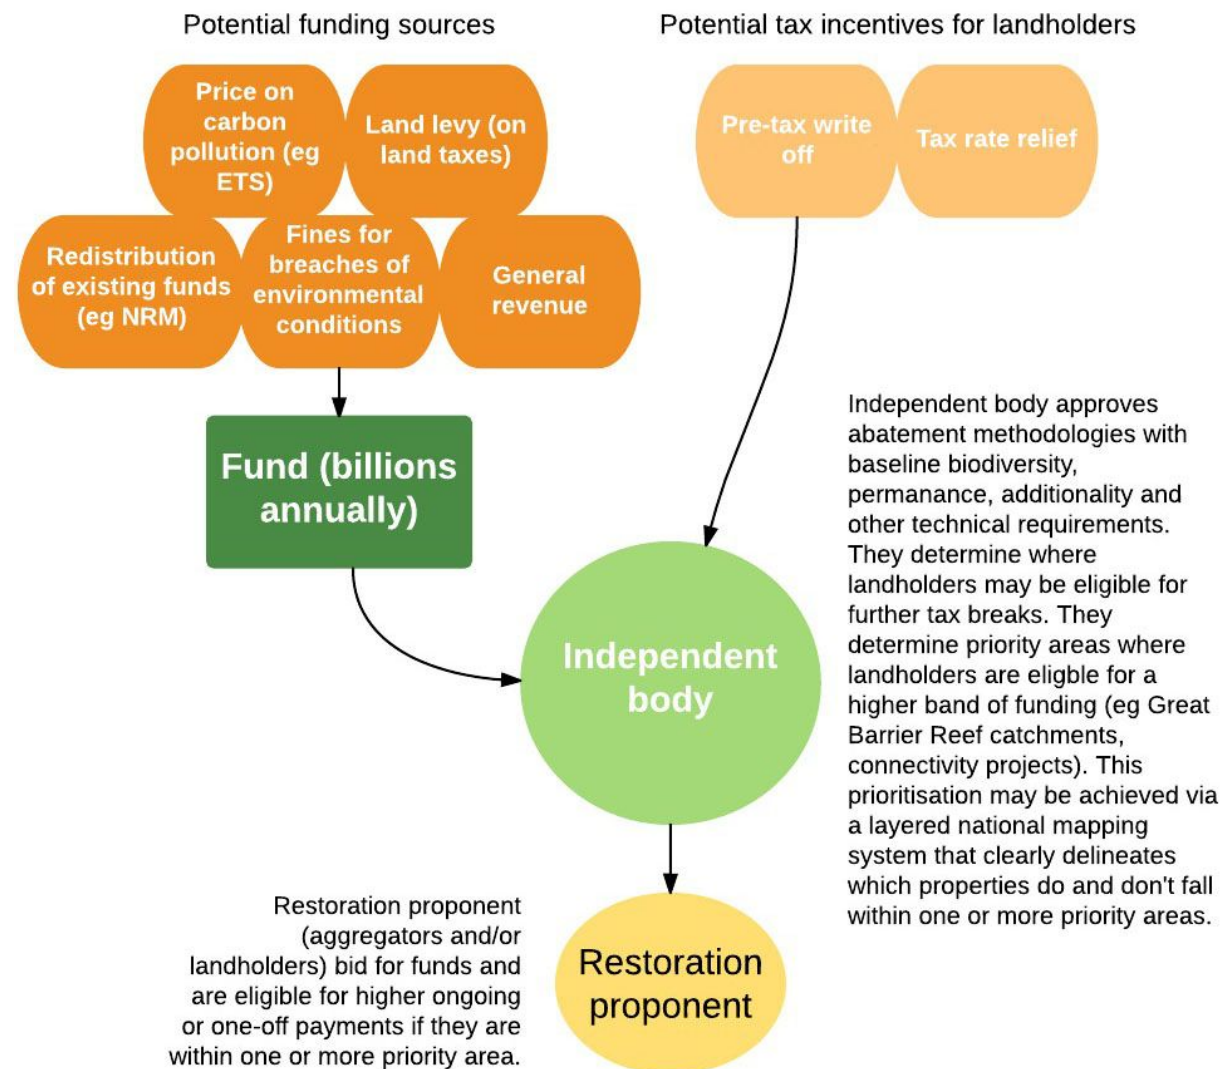 Potential funding sources
Potential tax incentives for landholders
Price on
carbon
pollution (eg
ETS)
Land levy (on
land taxes)
Pre-tax write
off
Tax rate relief
Redistribution
of existing funds
(eg NRM)
Fines for
breaches of
environmental
conditions
General
revenue
Fund (billions
annually)
Independent
body
Independent body approves
abatement methodologies with
baseline biodiversity,
permanance, additionality and
other technical requirements.
They determine where
landholders may be eligible for
further tax breaks. They
determine priority areas where
landholders are eligble for a
higher band of funding (eg Great
Barrier Reef catchments,
connectivity projects). This
prioritisation may be achieved via
a layered national mapping
system that clearly delineates
which properties do and don't fall
within one or more priority areas.
Restoration proponent
(aggregators and/or
landholders) bid for funds and
are eligible for higher ongoing
or one-off payments if they are
within one or more priority area.
Restoration
proponent